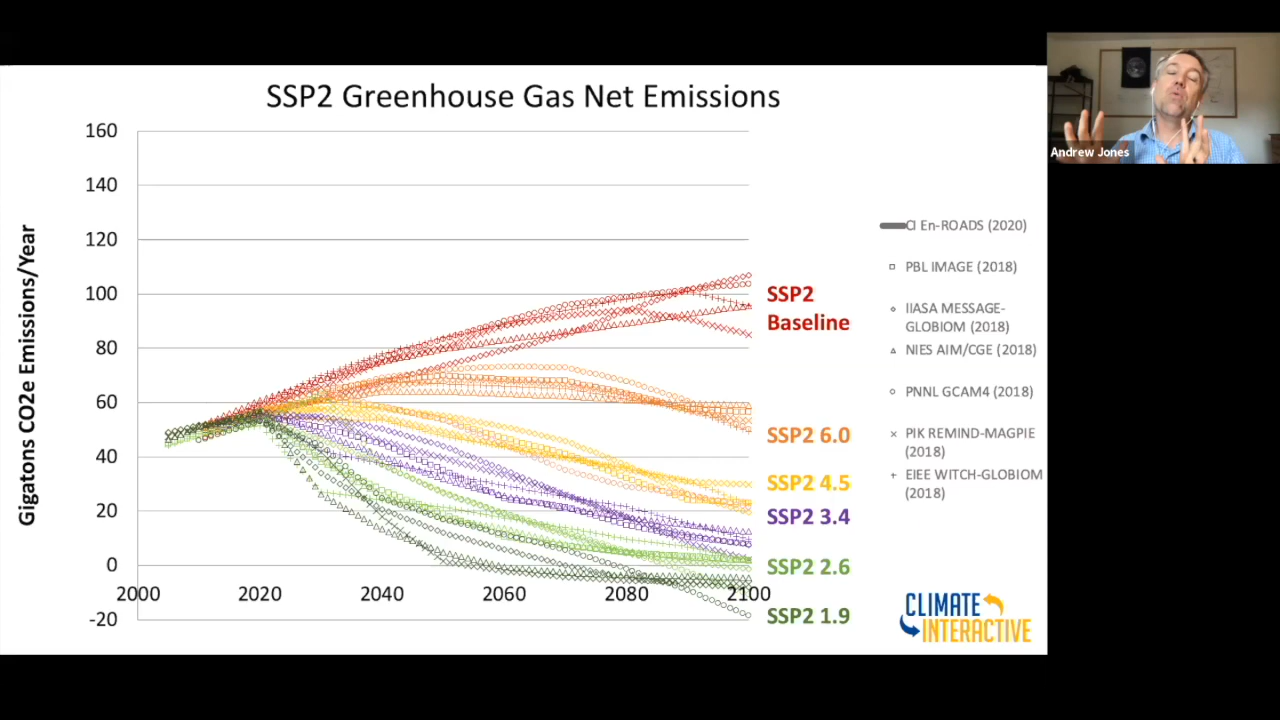 SSP2 Greenhouse Gas Net Emissions
Andrew Jones
Gigatons CO2e Emissions/Year
160
140
120
100
80
60
40
20
0
-20
2000
2020
2040
2060
2080
2100
SSP2
Baseline
SSP2 6.0
SSP2 4.5
SSP2 3.4
SSP2 2.6
SSP2 1.9
CI En-ROADS (2020)
PBL IMAGE (2018)
IIASA MESSAGE-
GLOBIOM (2018)
NIES AIM/CGE (2018)
PNNL GCAM4 (2018)
PIK REMIND-MAGPIE
(2018)
EIEE WITCH-GLOBIOM
(2018)
CLIMATE
INTERACTIVE